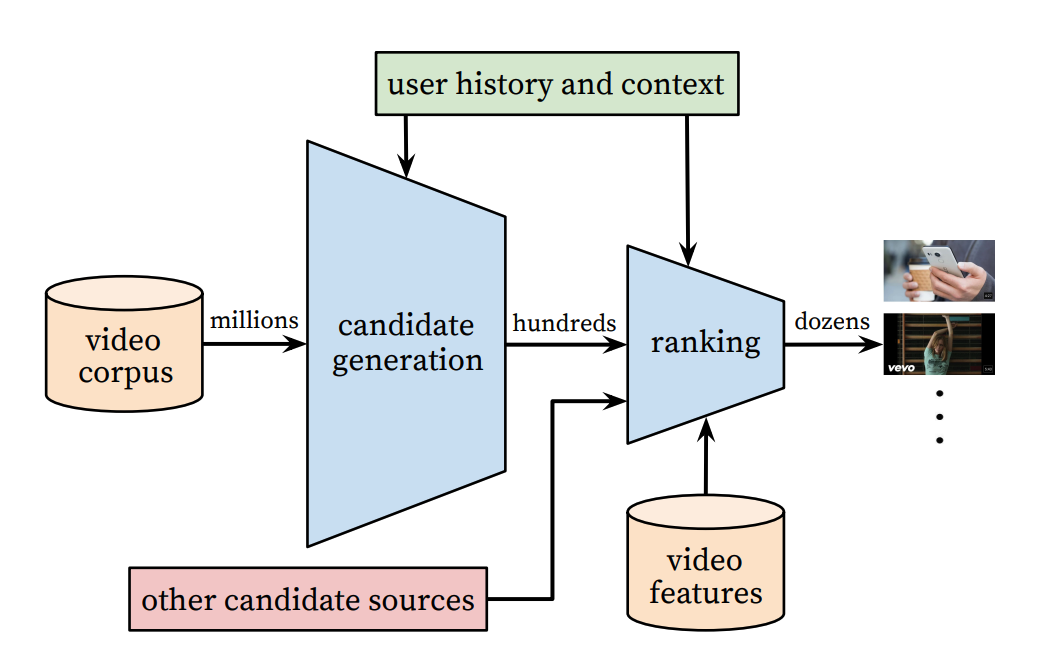 user history and context
video
corpus
millions
candidate
generation
hundreds
ranking
dozens
vevo
other candidate sources
video
features